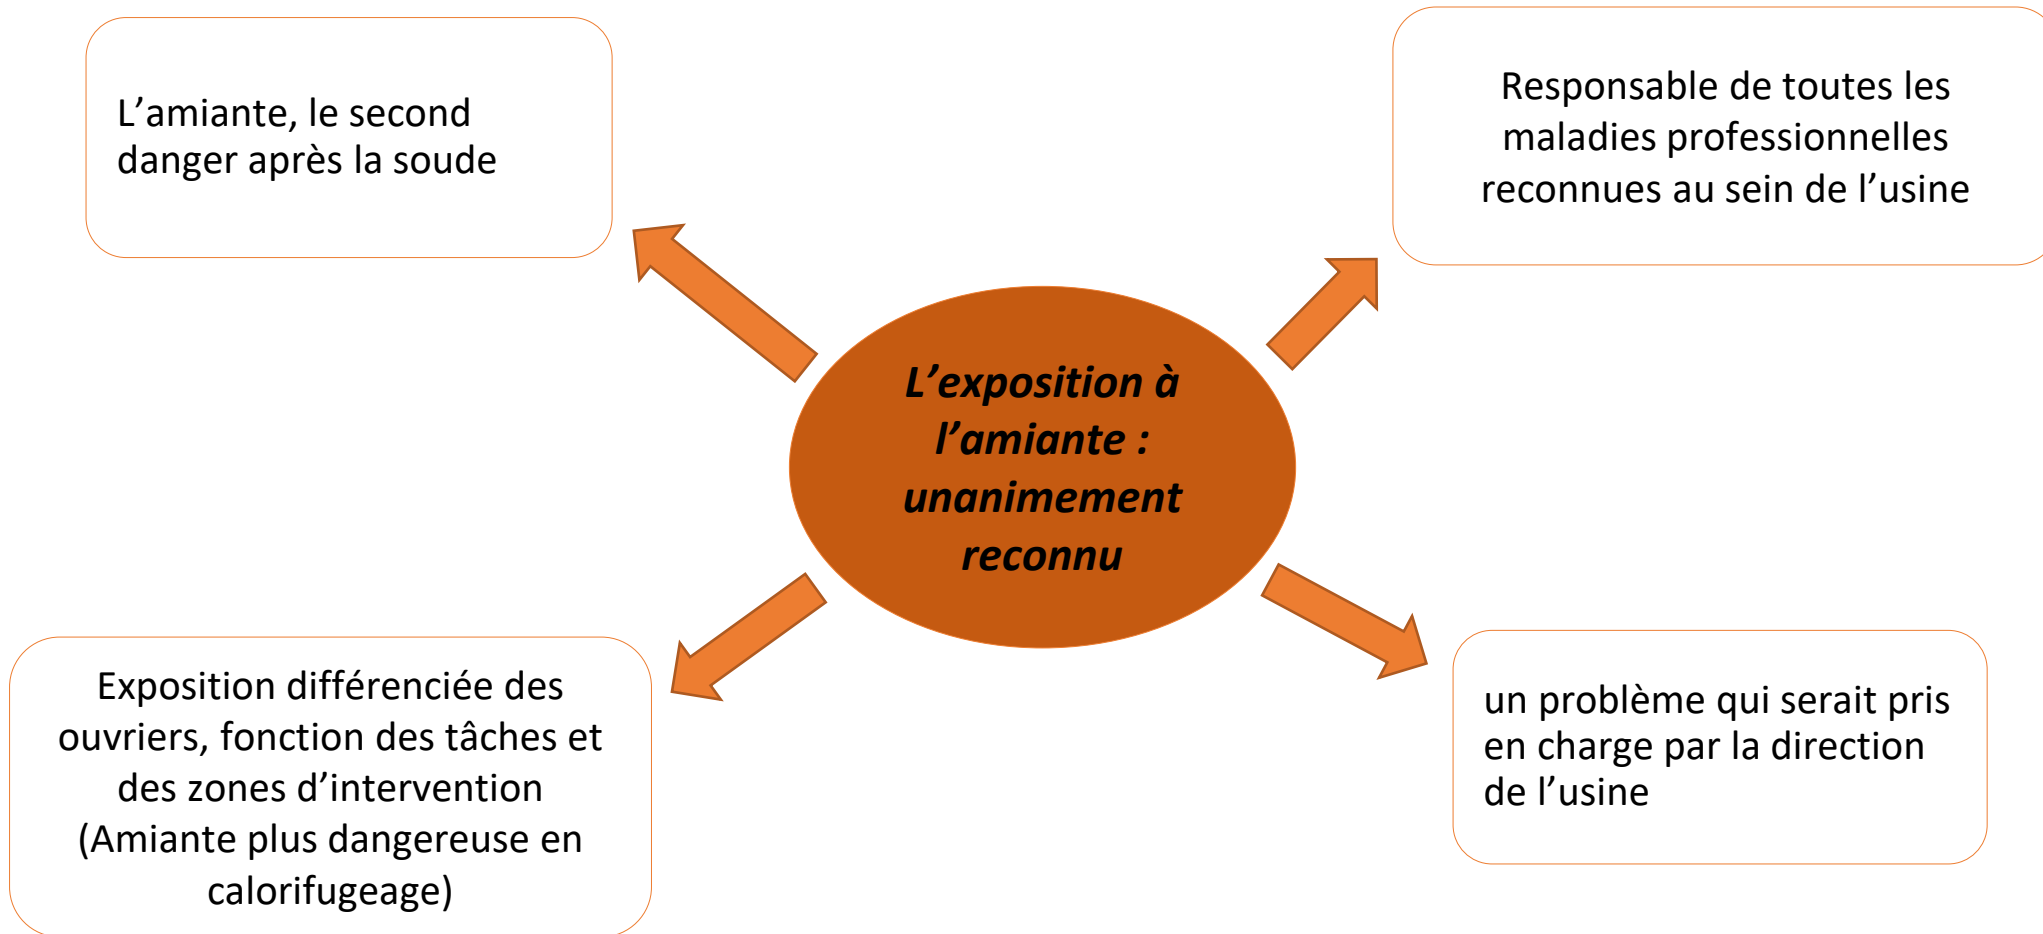 L’amiante, le second
danger après la soude
Responsable de toutes les
maladies professionnelles
reconnues au sein de l’usine
L’exposition à
l’amiante :
unanimement
reconnu
Exposition différenciée des
ouvriers, fonction des tâches et
des zones d’intervention
(Amiante plus dangereuse en
calorifugeage)
un problème qui serait pris
en charge par la direction
de l’usine